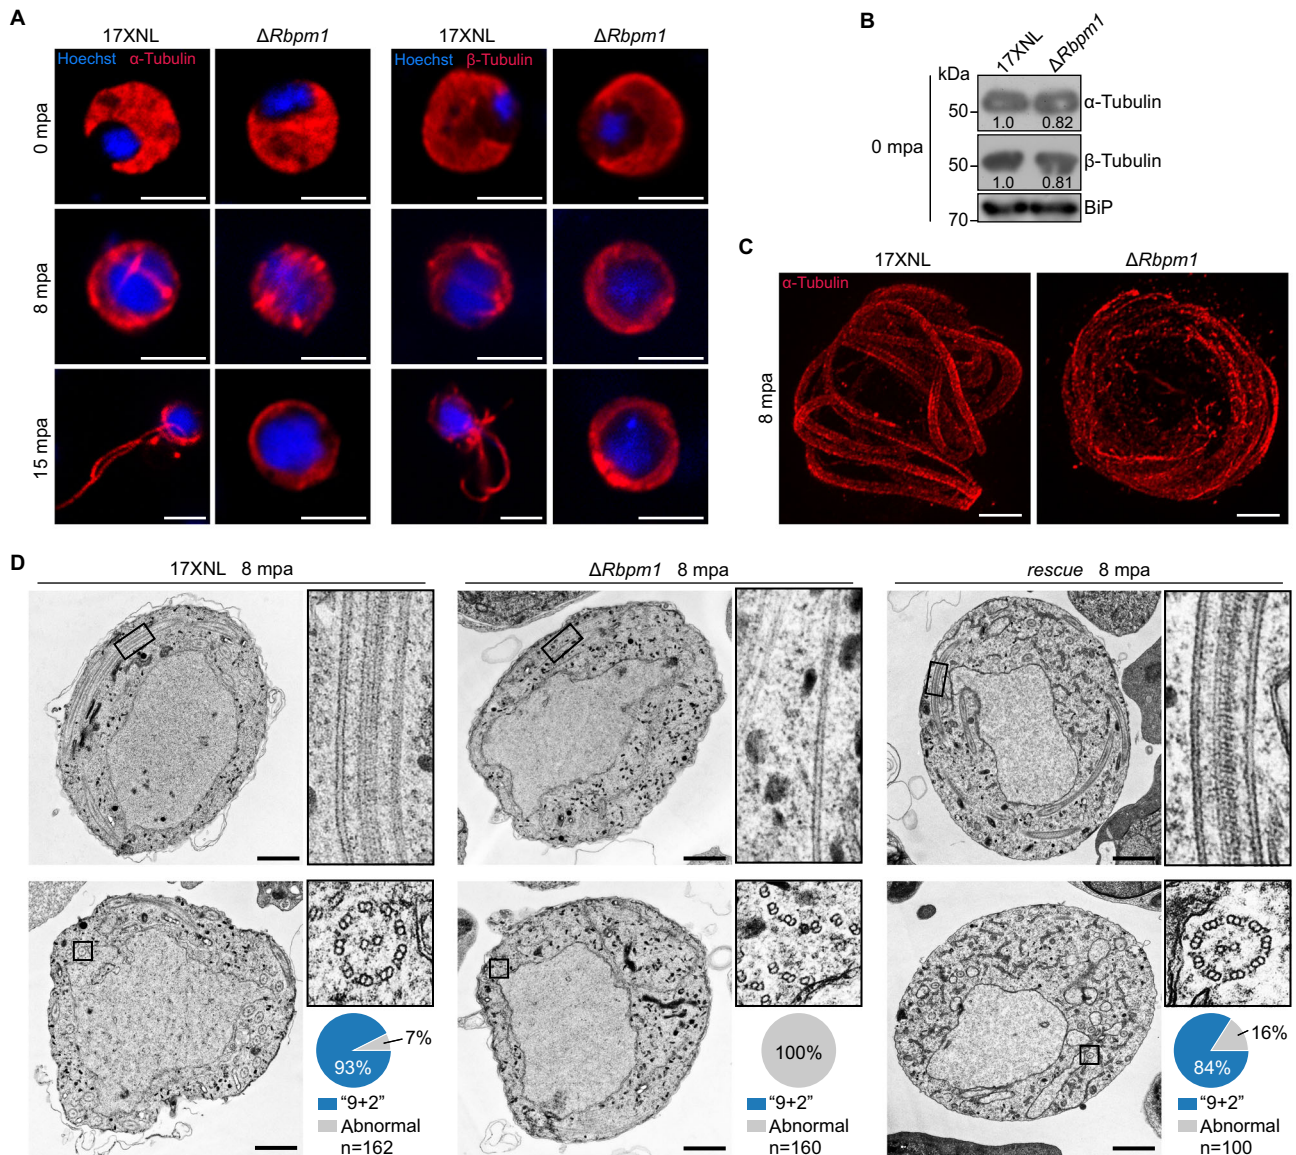 A
17XNL ΔRbpm1 17XNL ΔRbpm1
Hoechst α-Tubulin Hoechst β-Tubulin
0 mpa
8 mpa
15 mpa
B
17XNL ΔRbpm1
kDa
0 mpa
50 α-Tubulin
1.0 0.82
50 β-Tubulin
1.0 0.81
BiP
70
C
17XNL ΔRbpm1
α-Tubulin
8 mpa
D
17XNL 8 mpa ΔRbpm1 8 mpa rescue 8 mpa
7%
93%
"9+2"
Abnormal
n=162
100%
"9+2"
Abnormal
n=160
16%
84%
"9+2"
Abnormal
n=100